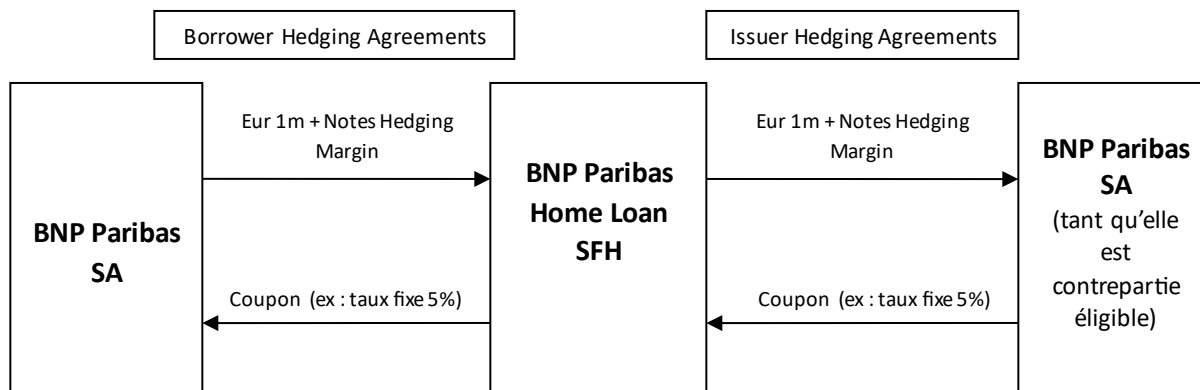 Borrower Hedging Agreements
Issuer Hedging Agreements
BNP Paribas
SA
Eur 1m + Notes Hedging
Margin
Coupon (ex : taux fixe 5%)
BNP Paribas
Home Loan
SFH
Eur 1m + Notes Hedging
Margin
Coupon (ex : taux fixe 5%)
BNP Paribas
SA
(tant qu’elle
est
contrepartie
éligible)